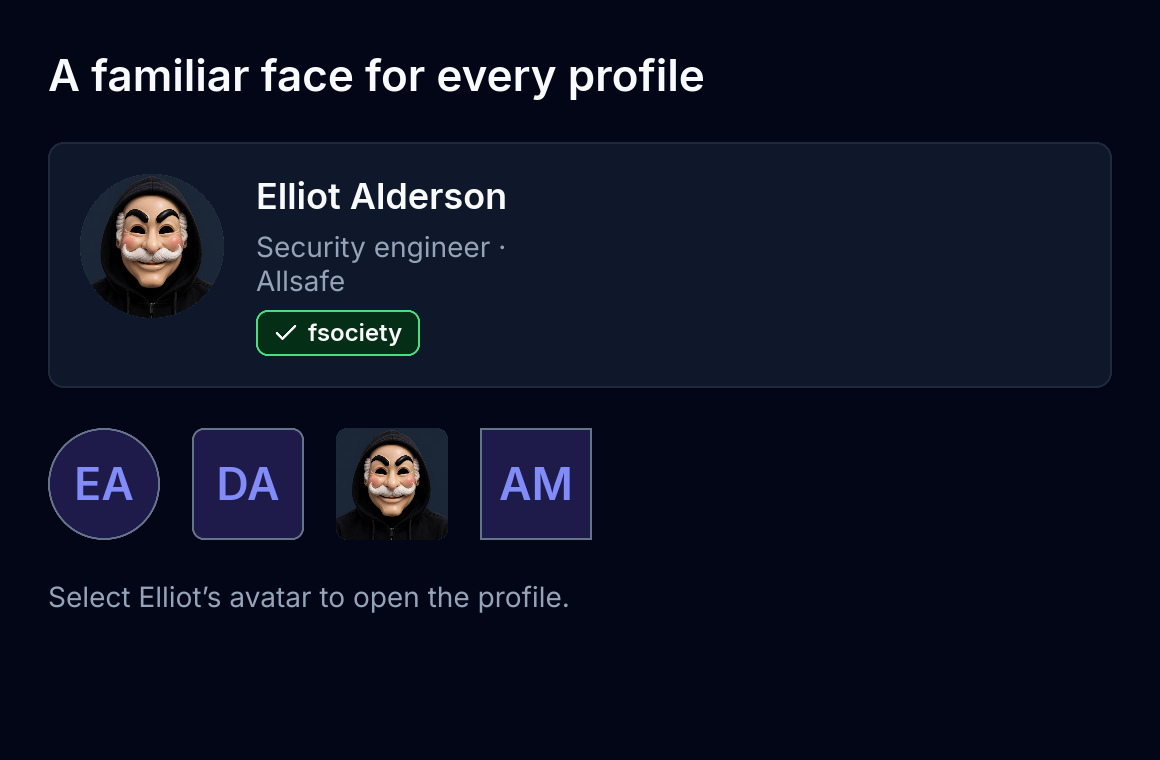 A familiar face for every profile
Elliot Alderson
Security engineer ·
Allsafe
fsociety
EA
DA
AM
Select Elliot’s avatar to open the profile.